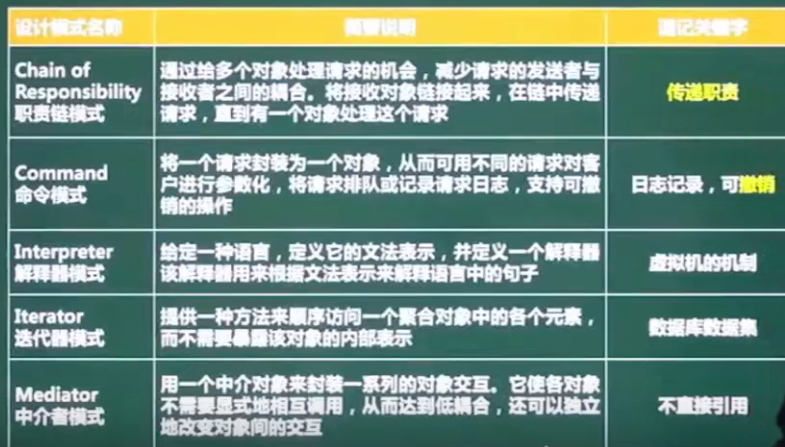 设计模式名称 简要说明 速记关键字
Chain of
Responsibility
职责链模式
通过给多个对象处理请求的机会，减少请求的发送者与
接收者之间的耦合。将接收对象链接起来，在链中传递
请求，直到有一个对象处理这个请求
传递职责
Command
命令模式
将一个请求封装为一个对象，从而可用不同的请求对客
户进行参数化，将请求排队或记录请求日志，支持可撤
销的操作
日志记录，可撤销
Interpreter
解释器模式
给定一种语言，定义它的文法表示，并定义一个解释器
该解释器用来根据文法表示来解释语言中的句子
虚拟机的机制
Iterator
迭代器模式
提供一种方法来顺序访问一个聚合对象中的各个元素，
而不需要暴露该对象的内部表示
数据库数据集
Mediator
中介者模式
用一个中介对象来封装一系列的对象交互。它使各对象
不需要显式地相互调用，从而达到低耦合，还可以独立
地改变对象间的交互
不直接引用